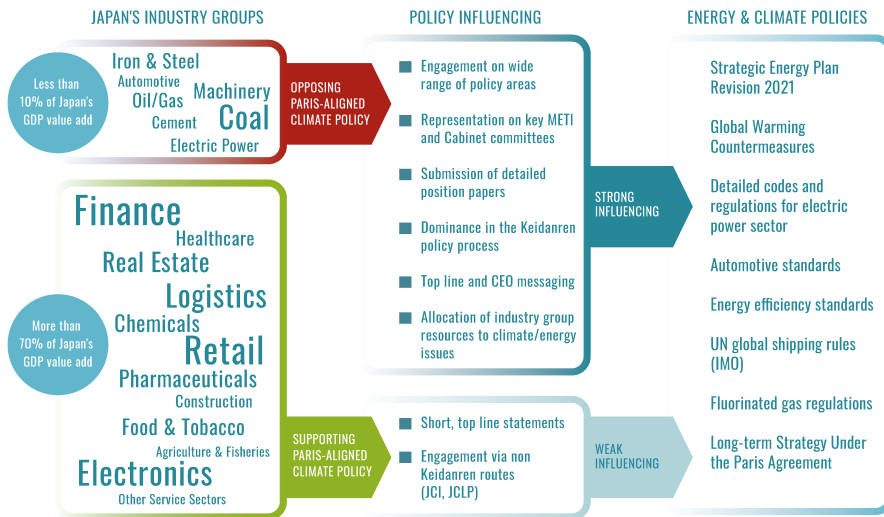 JAPAN'S INDUSTRY GROUPS
POLICY INFLUENCING
ENERGY & CLIMATE POLICIES
Less than
10% of Japan's
GDP value add
Iron & Steel
Automotive
Oil/Gas
Machinery
Cement
Coal
Electric Power
OPPOSING
PARIS-ALIGNED
CLIMATE POLICY
More than
70% of Japan's
GDP value add
Finance
Healthcare
Real Estate
Logistics
Chemicals
Retail
Pharmaceuticals
Construction
Food & Tobacco
Agriculture & Fisheries
Electronics
Other Service Sectors
SUPPORTING
PARIS-ALIGNED
CLIMATE POLICY
Engagement on wide
range of policy areas
Representation on key METI
and Cabinet committees
Submission of detailed
position papers
Dominance in the Keidanren
policy process
Top line and CEO messaging
Allocation of industry group
resources to climate/energy
issues
STRONG
INFLUENCING
Short, top line statements
Engagement via non
Keidanren routes
(JCI, JCLP)
WEAK
INFLUENCING
Strategic Energy Plan
Revision 2021
Global Warming
Countermeasures
Detailed codes and
regulations for electric
power sector
Automotive standards
Energy efficiency standards
UN global shipping rules
(IMO)
Fluorinated gas regulations
Long-term Strategy Under
the Paris Agreement